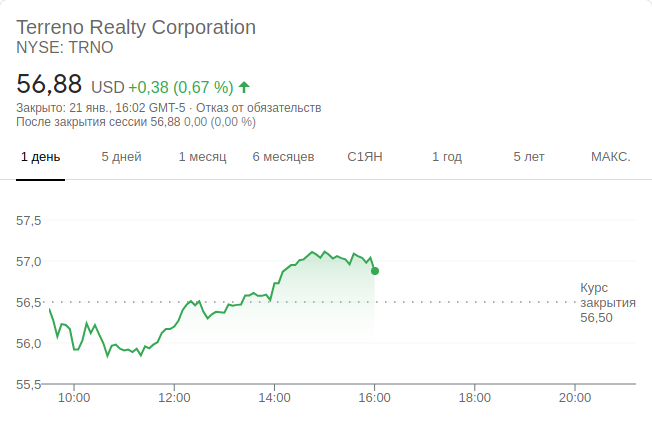 Terreno Realty Corporation
NYSE: TRNO
56,88 USD +0,38 (0,67 %)
Закрыто: 21 янв., 16:02 GMT-5 · Отказ от обязательств
После закрытия сессии 56,88 0,00 (0,00 %)
1 день 5 дней 1 месяц 6 месяцев С1ЯН 1 год 5 лет МАКС.
57,5
57,0
56,5
56,0
55,5
Курс
закрытия
56,50
10:00 12:00 14:00 16:00 18:00 20:00